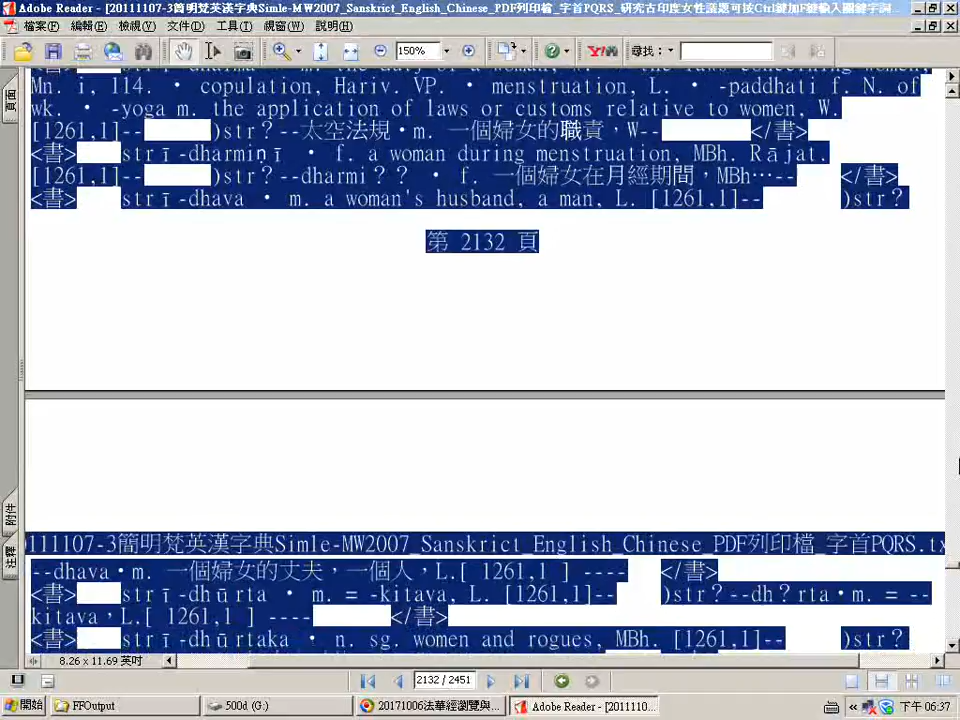 Adobe Reader - [20111107-3簡明梵英漢字典Simle-MW2007_Sanskrict_English_Chinese_PDF列印檔_字首PQRS_研究古印度女性議題可按Ctrl鍵加F鍵輸入關鍵字詞
檔案(F) 編輯(E) 檢視(V) 文件(D) 工具(T) 視窗(W) 說明(H)
150% Y! 尋找：
頁面
Mn. i, 114. • copulation, Hariv. VP. • menstruation, L. • -paddhati f. N. of
wk. • -yoga m. the application of laws or customs relative to women, W.
[1261,1]-- )str？--太空法規•m. 一個婦女的職責，W-- </書>
<書> strī-dharmiṇī • f. a woman during menstruation, MBh. Rājat.
[1261,1]-- )str？--dharmi？？ • f. 一個婦女在月經期間，MBh…-- </書>
<書> strī-dhava • m. a woman's husband, a man, L. [1261,1]-- )str？
第 2132 頁
附件
注釋
0111107-3簡明梵英漢字典Simle-MW2007_Sanskrict_English_Chinese_PDF列印檔_字首PQRS.tx
--dhava•m. 一個婦女的丈夫，一個人，L.[ 1261,1 ] ---- </書>
<書> strī-dhūrta • m. = -kitava, L. [1261,1]-- )str？--dh？rta•m. = --
kitava，L.[ 1261,1 ] ---- </書>
<書> strī-dhūrtaka • n. sg. women and rogues, MBh. [1261,1]-- )str？
8.26 x 11.69 英吋
2132 / 2451
開始 FFOutput 500d (G:) 20171006法華經瀏覽與... Adobe Reader - [2011110... 下午 06:37